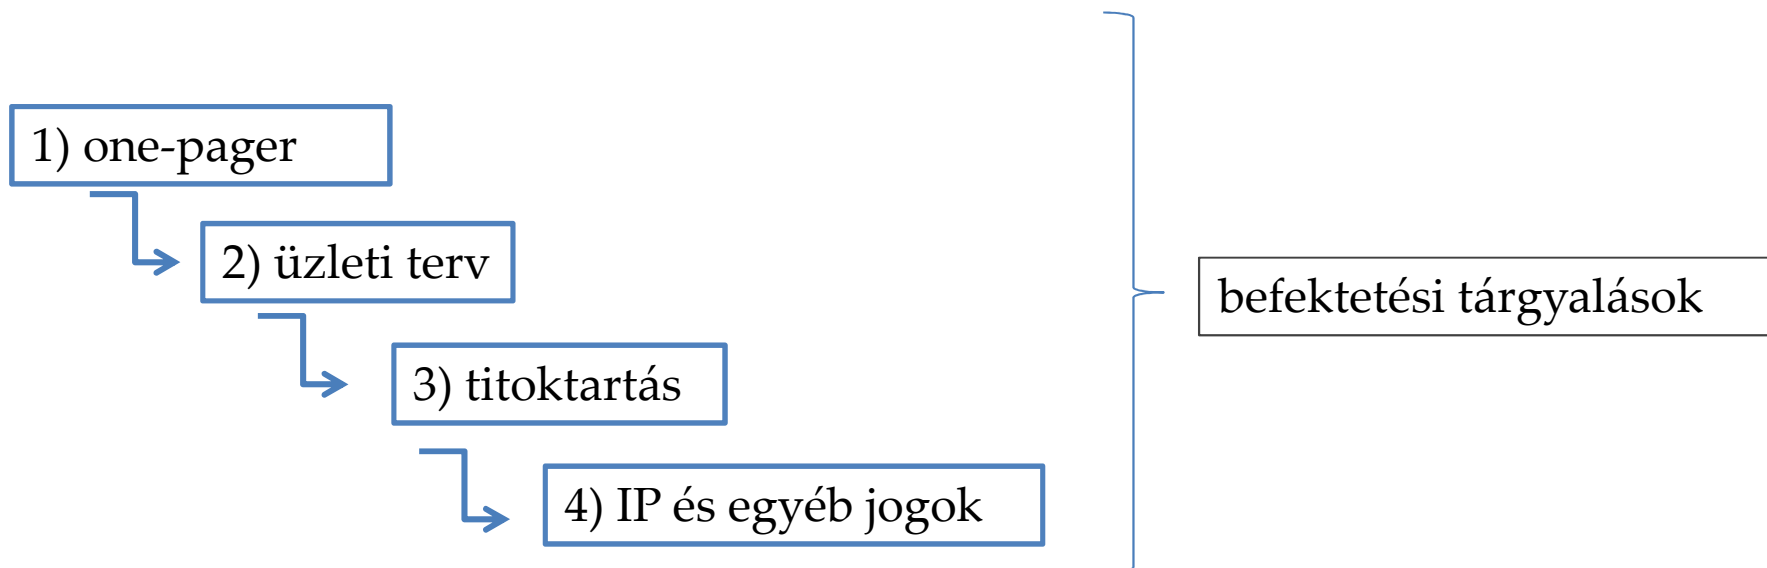 1) one-pager
2) üzleti terv
3) titoktartás
4) IP és egyéb jogok
befektetési tárgyalások